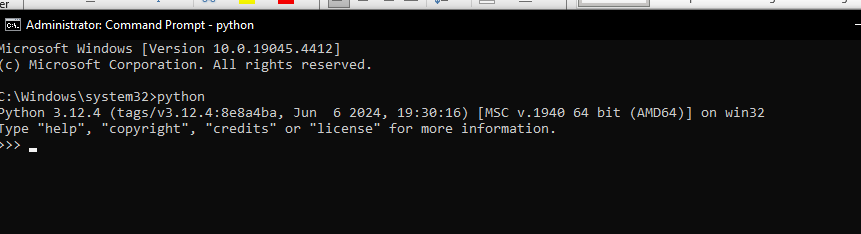 Administrator: Command Prompt - python
Microsoft Windows [Version 10.0.19045.4412]
(c) Microsoft Corporation. All rights reserved.
C:\Windows\system32>python
Python 3.12.4 (tags/v3.12.4:8e8a4ba, Jun  6 2024, 19:30:16) [MSC v.1940 64 bit (AMD64)] on win32
Type "help", "copyright", "credits" or "license" for more information.
>>>